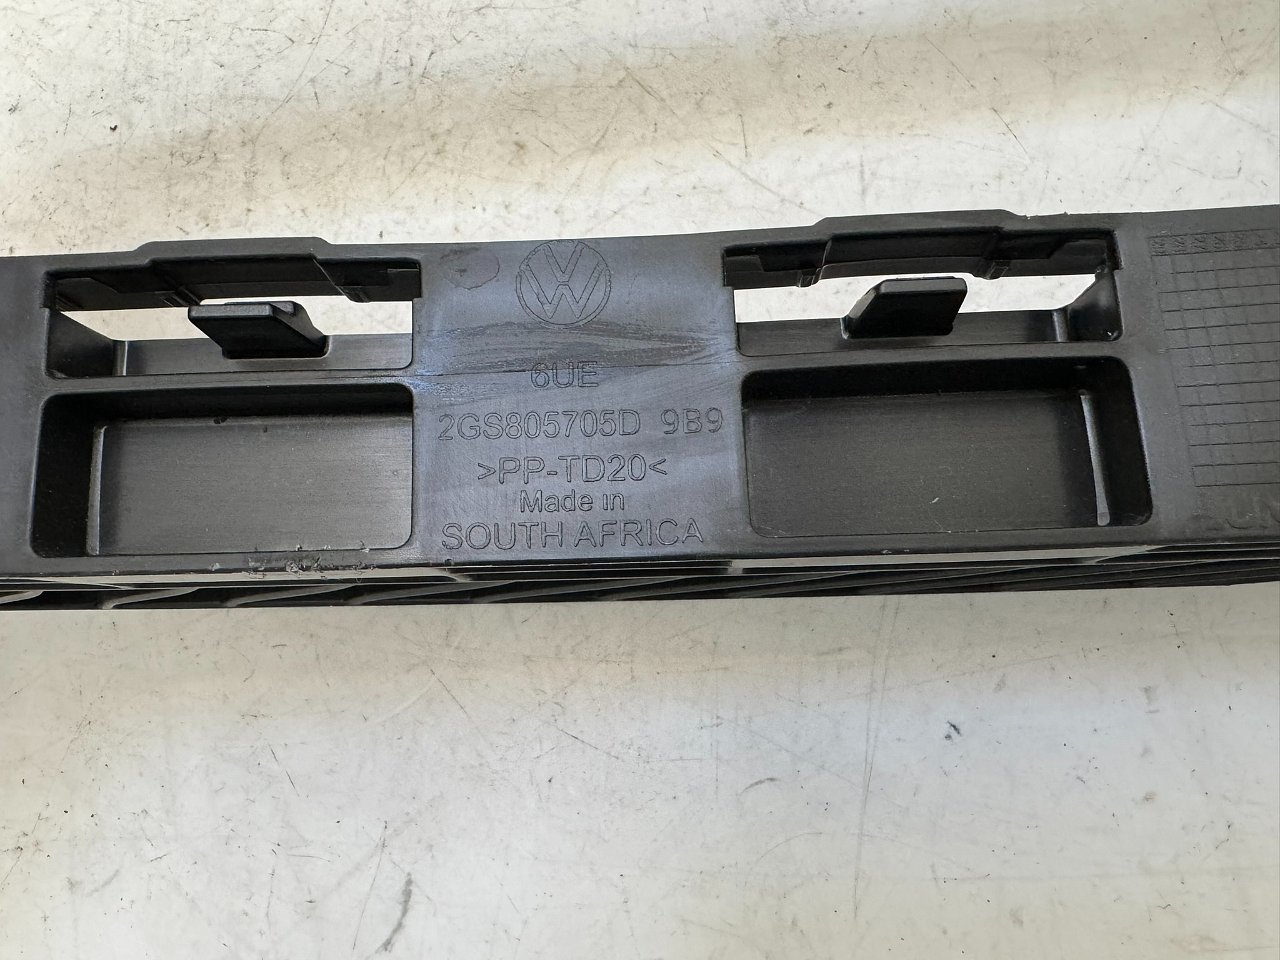 6UE
2GS805705D 9B9
>PP-TD20<
Made in
SOUTH AFRICA